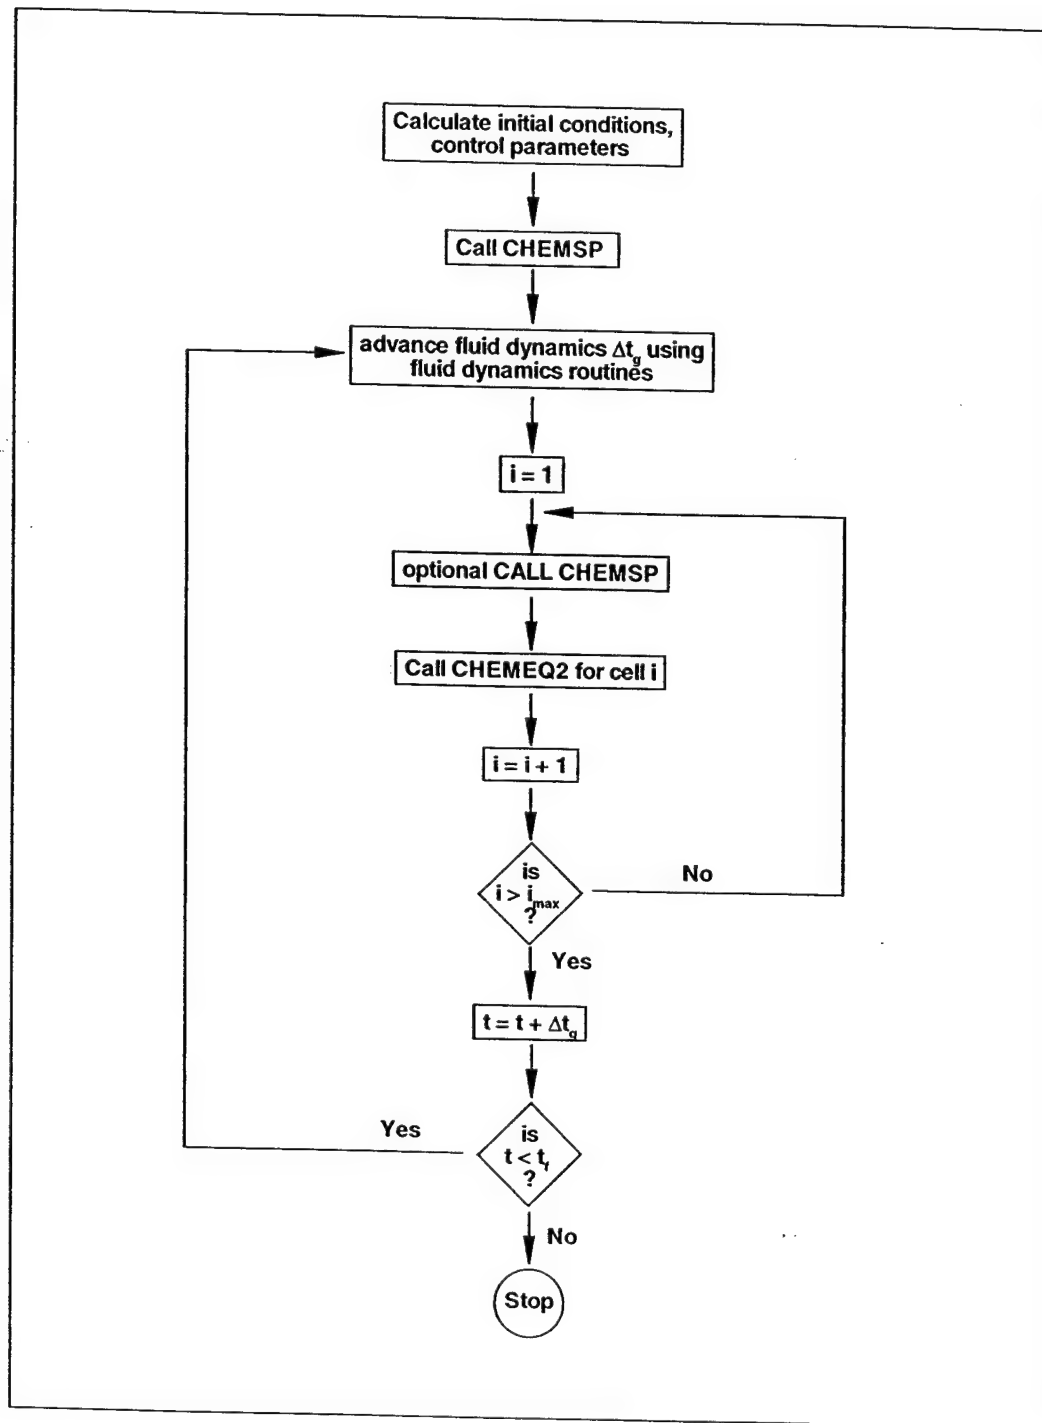 Calculate initial conditions,
control parameters
Call CHEMSP
advance fluid dynamics Δt_g using
fluid dynamics routines
i = 1
optional CALL CHEMSP
Call CHEMEQ2 for cell i
i = i + 1
is
i > i_max
?
No
Yes
t = t + Δt_g
is
t < t_f
?
Yes
No
Stop